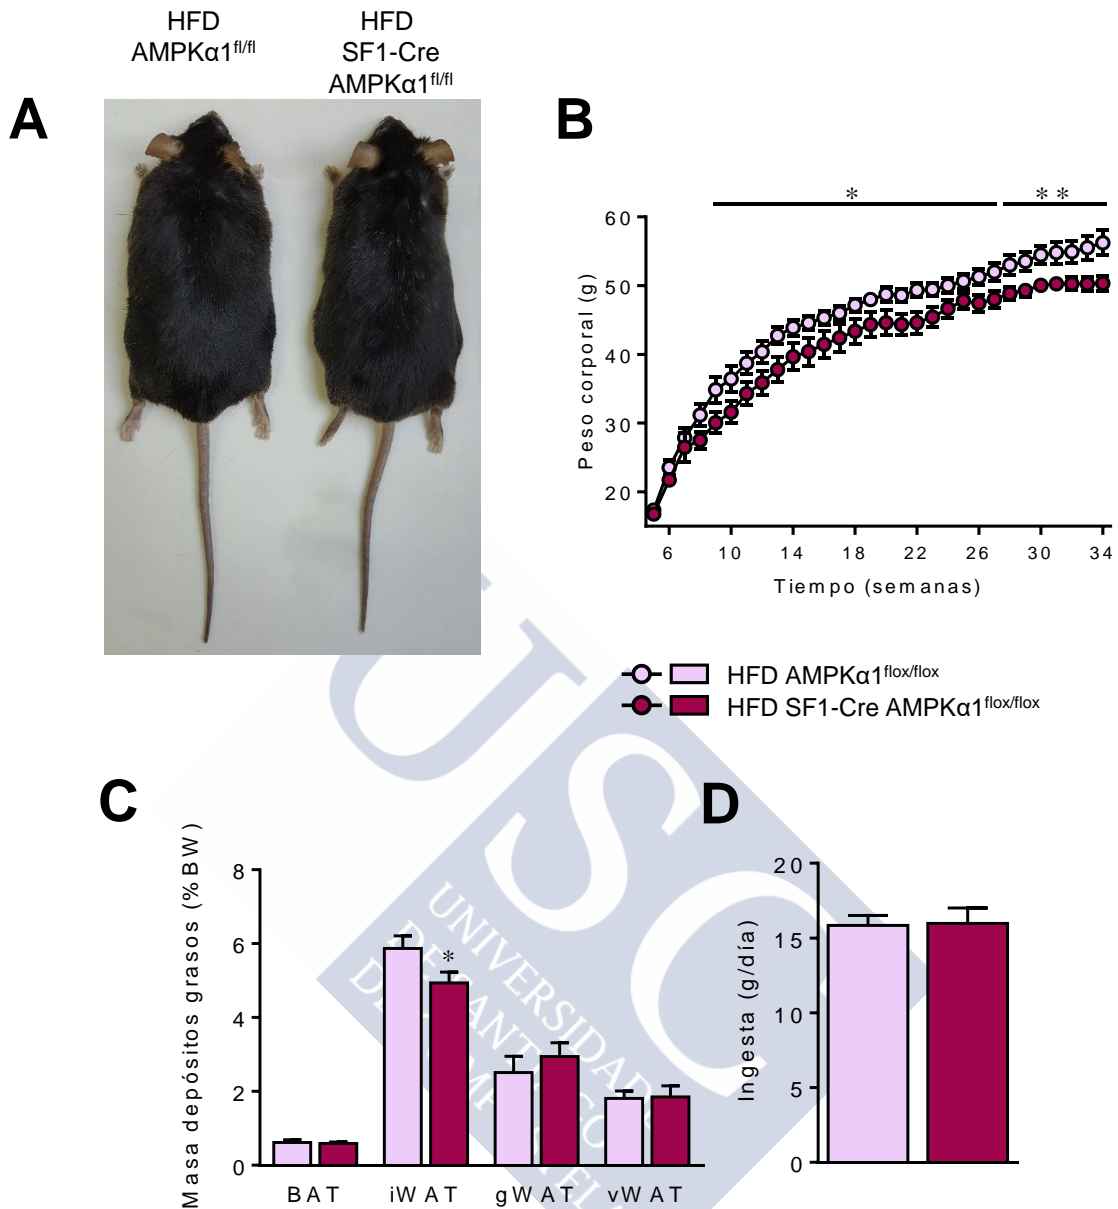 HFD
AMPKα1fl/fl
HFD
SF1-Cre
AMPKα1fl/fl
A
B
* **
Peso corporal (g)
60
50
40
30
20
6 10 14 18 22 26 30 34
Tiempo (semanas)
HFD AMPKα1flox/flox
HFD SF1-Cre AMPKα1flox/flox
C
Masa depósitos grasos (%BW)
8
6
4
2
0
*
BAT iWAT gWAT vWAT
D
Ingesta (g/día)
20
15
10
5
0
USC
UNIVERSIDADE